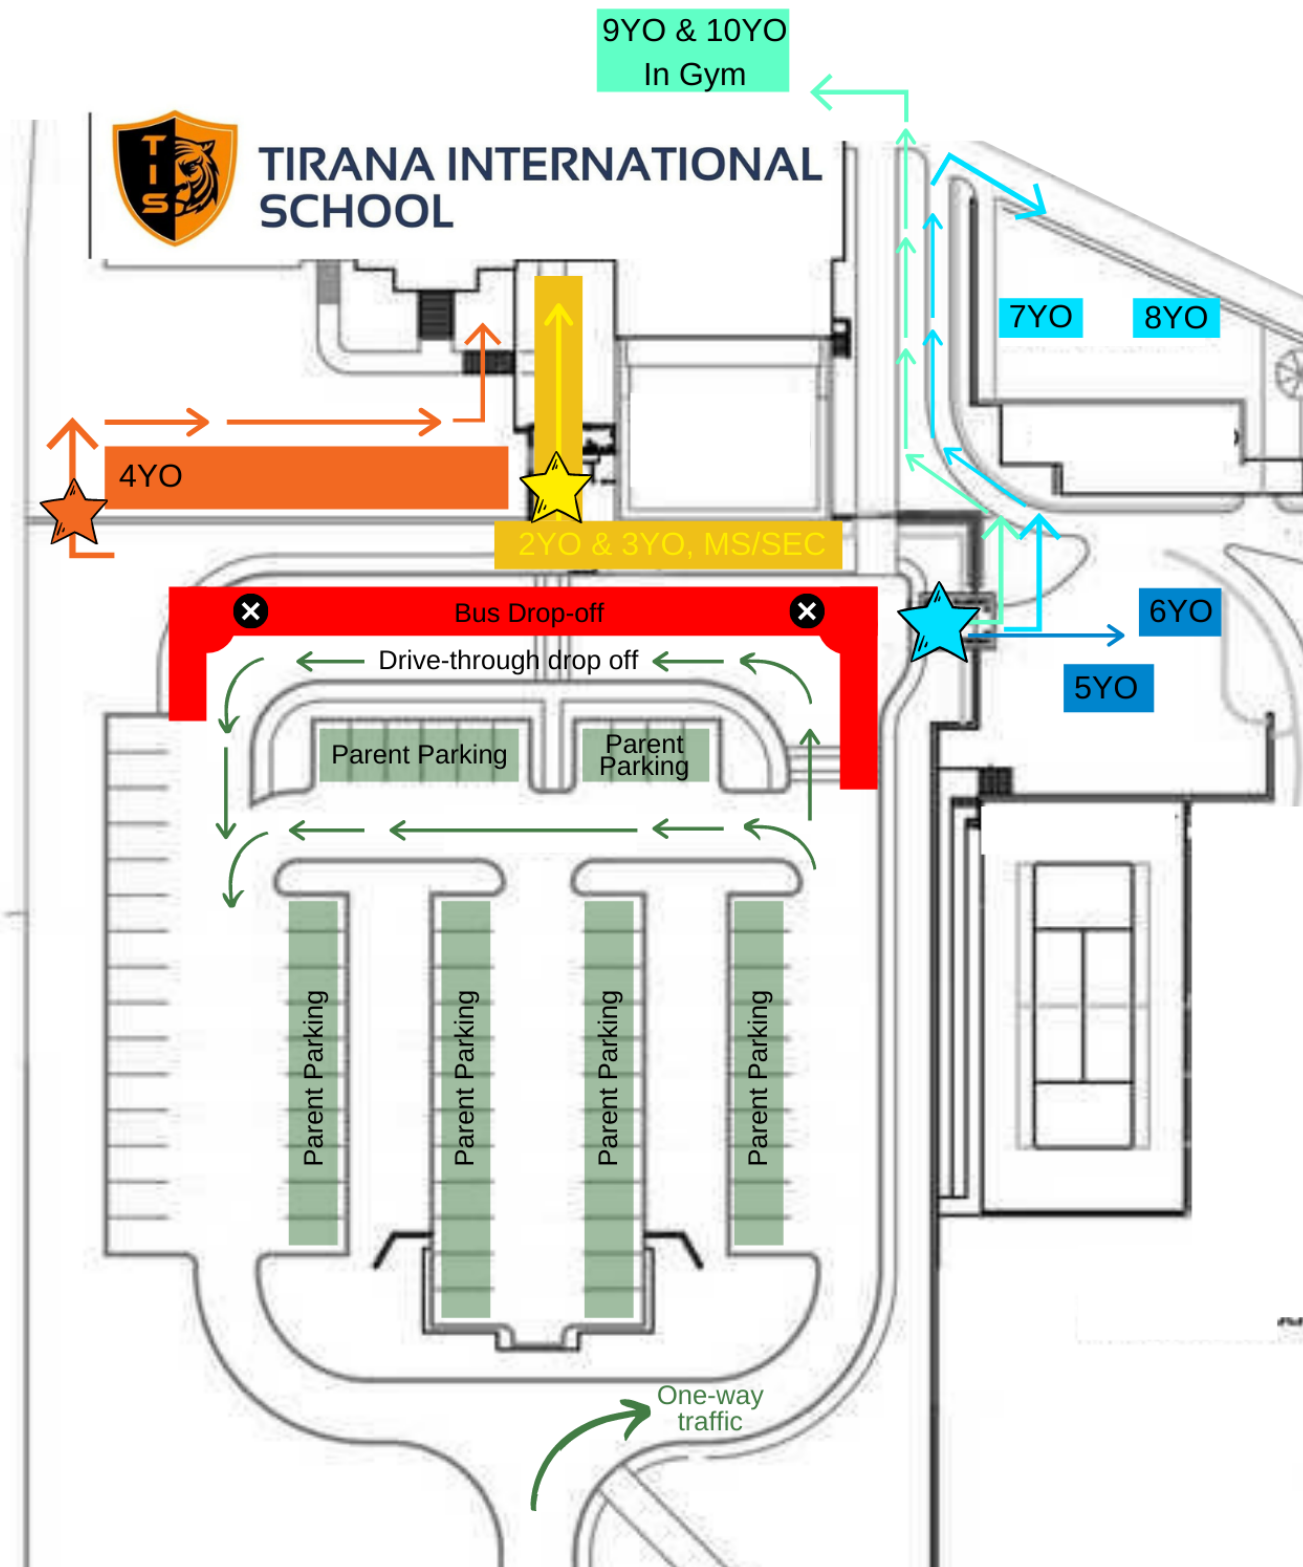 9YO & 10YO
In Gym
TIS
TIRANA INTERNATIONAL
SCHOOL
7YO
8YO
4YO
2YO & 3YO, MS/SEC
Bus Drop-off
6YO
Drive-through drop off
5YO
Parent Parking
Parent
Parking
Parent Parking
Parent Parking
Parent Parking
Parent Parking
One-way
traffic